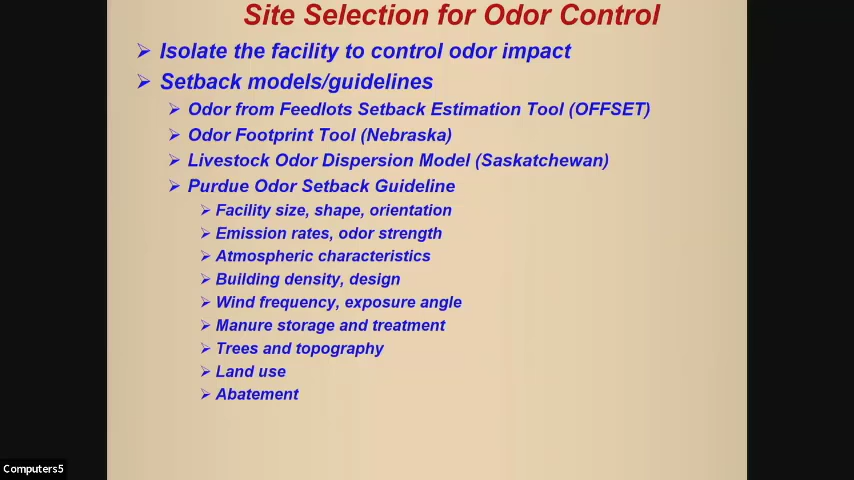 Site Selection for Odor Control
Isolate the facility to control odor impact
Setback models/guidelines
Odor from Feedlots Setback Estimation Tool (OFFSET)
Odor Footprint Tool (Nebraska)
Livestock Odor Dispersion Model (Saskatchewan)
Purdue Odor Setback Guideline
Facility size, shape, orientation
Emission rates, odor strength
Atmospheric characteristics
Building density, design
Wind frequency, exposure angle
Manure storage and treatment
Trees and topography
Land use
Abatement
Computers5